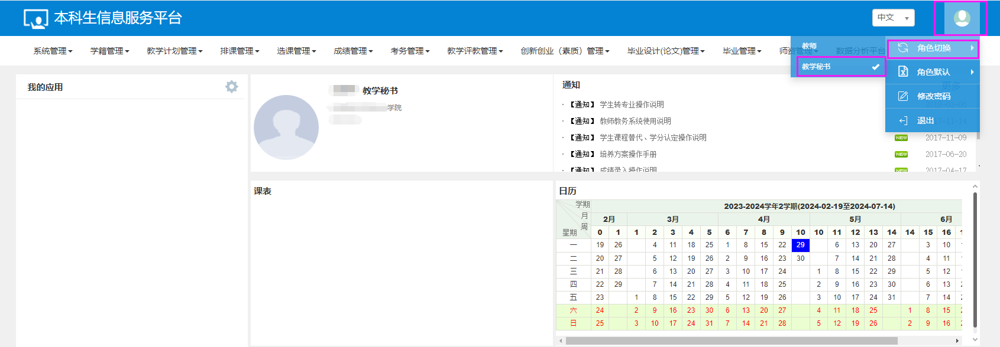 本科生信息服务平台
中文
系统管理 学籍管理 教学计划管理 排课管理 选课管理 成绩管理 考务管理 教学评教管理 创新创业（素质）管理 毕业设计(论文)管理 毕业管理 师资管理 数据分析平台
教师
教学秘书
角色切换
角色默认
修改密码
退出
我的应用
教学秘书
学院
通知
更多
· 【通知】 学生转专业操作说明
· 【通知】 教师教务系统使用说明
· 【通知】 学生课程替代、学分认定操作说明 NEW 2017-11-09
· 【通知】 培养方案操作手册 NEW 2017-06-20
· 【通知】 成绩录入操作说明 NEW 2017-04-17
课表
日历
学期 2023-2024学年2学期(2024-02-19至2024-07-14)
月 2月 3月 4月 5月 6月
周 0 1 1 2 3 4 5 6 7 8 9 10 10 11 12 13 14 14 15 16
星期
一 19 26 4 11 18 25 1 8 15 22 29 6 13 20 27 3 10
二 20 27 5 12 19 26 2 9 16 23 30 7 14 21 28 4 11
三 21 28 6 13 20 27 3 10 17 24 1 8 15 22 29 5 12
四 22 29 7 14 21 28 4 11 18 25 2 9 16 23 30 6 13
五 23 1 8 15 22 29 5 12 19 26 3 10 17 24 31 7 14
六 24 2 9 16 23 30 6 13 20 27 4 11 18 25 1 8 15
日 25 3 10 17 24 31 7 14 21 28 5 12 19 26 2 9 16